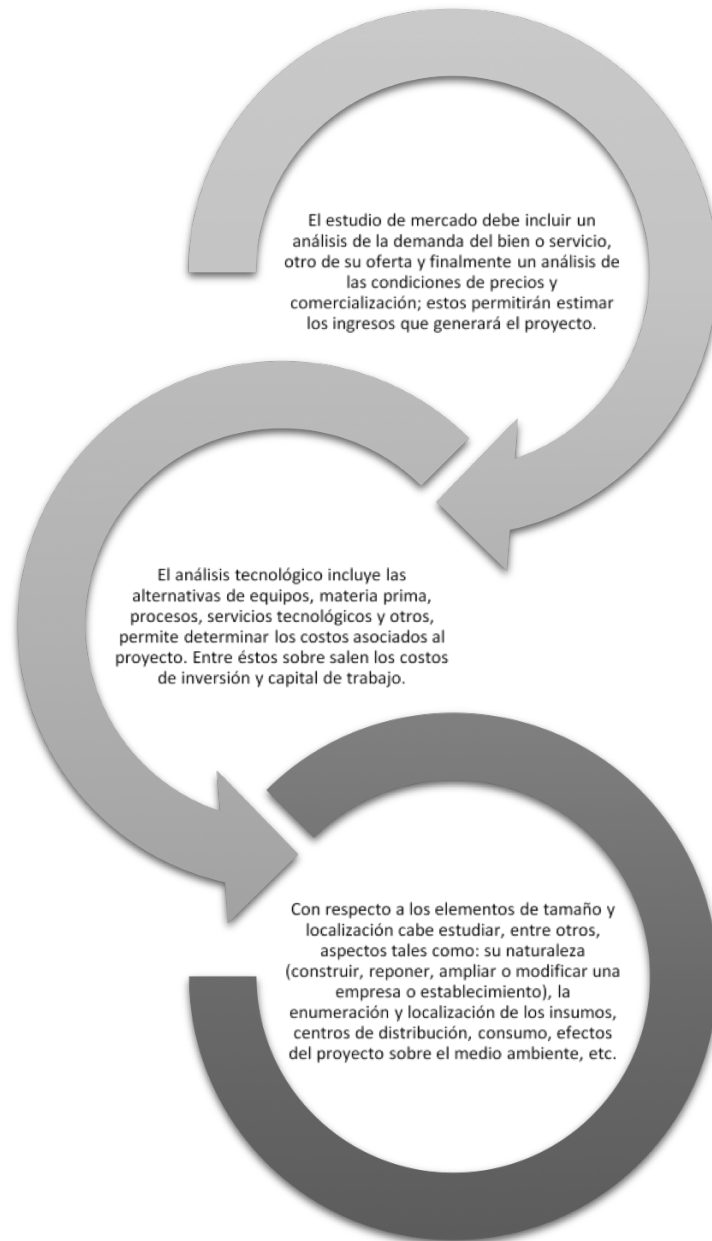 El estudio de mercado debe incluir un
análisis de la demanda del bien o servicio,
otro de su oferta y finalmente un análisis de
las condiciones de precios y
comercialización; estos permitirán estimar
los ingresos que generará el proyecto.
El análisis tecnológico incluye las
alternativas de equipos, materia prima,
procesos, servicios tecnológicos y otros,
permite determinar los costos asociados al
proyecto. Entre éstos sobre salen los costos
de inversión y capital de trabajo.
Con respecto a los elementos de tamaño y
localización cabe estudiar, entre otros,
aspectos tales como: su naturaleza
(construir, reponer, ampliar o modificar una
empresa o establecimiento), la
enumeración y localización de los insumos,
centros de distribución, consumo, efectos
del proyecto sobre el medio ambiente, etc.